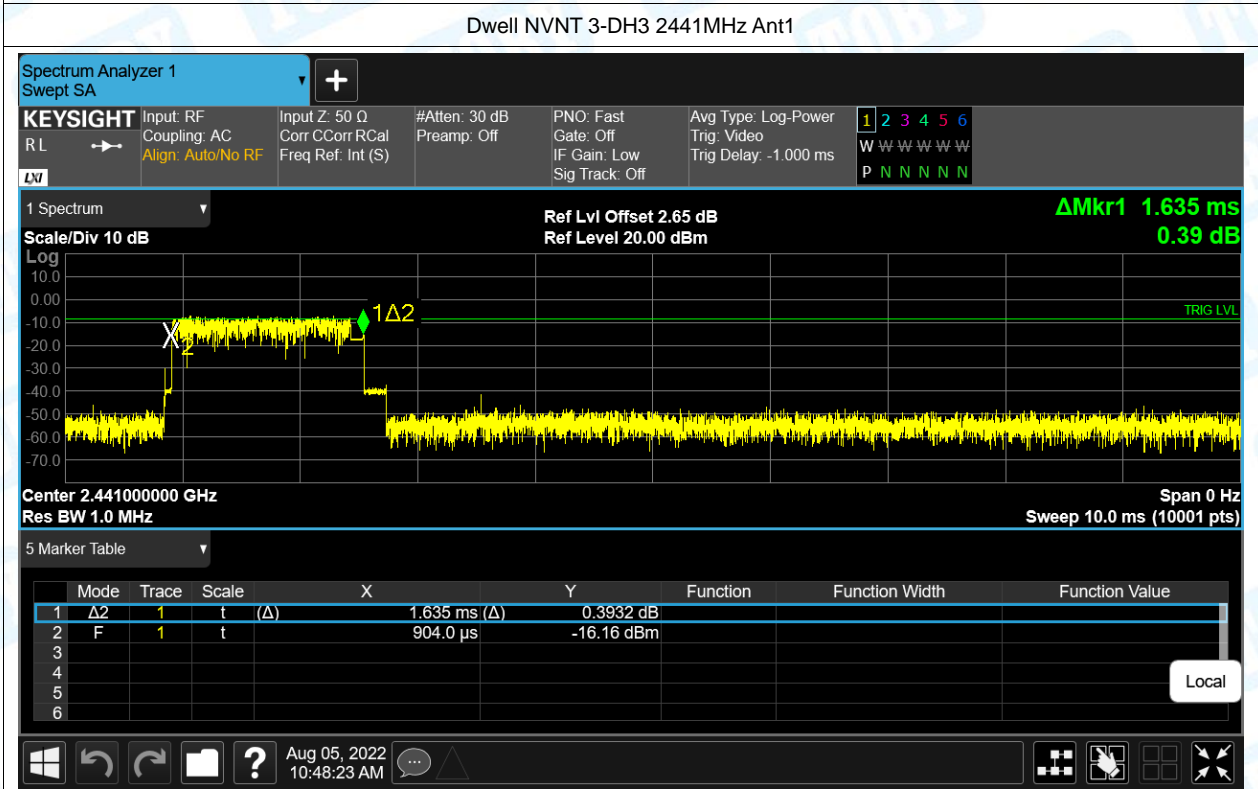 Dwell NVNT 3-DH3 2441MHz Ant1
Spectrum Analyzer 1
Swept SA
KEYSIGHT
R L
LXI
Input: RF
Coupling: AC
Align: Auto/No RF
Input Z: 50 Ω
Corr CCorr RCal
Freq Ref: Int (S)
#Atten: 30 dB
Preamp: Off
PNO: Fast
Gate: Off
IF Gain: Low
Sig Track: Off
Avg Type: Log-Power
Trig: Video
Trig Delay: -1.000 ms
1 2 3 4 5 6
W W W W W W
P N N N N N
1 Spectrum
Scale/Div 10 dB
Ref Lvl Offset 2.65 dB
Ref Level 20.00 dBm
ΔMkr1 1.635 ms
0.39 dB
Log
10.0
0.00
-10.0
-20.0
-30.0
-40.0
-50.0
-60.0
-70.0
1Δ2
X2
TRIG LVL
Center 2.441000000 GHz
Res BW 1.0 MHz
Span 0 Hz
Sweep 10.0 ms (10001 pts)
5 Marker Table
Mode Trace Scale X Y Function Function Width Function Value
1 Δ2 1 t (Δ) 1.635 ms (Δ) 0.3932 dB
2 F 1 t 904.0 µs -16.16 dBm
3
4
5
6
Local
?
Aug 05, 2022
10:48:23 AM